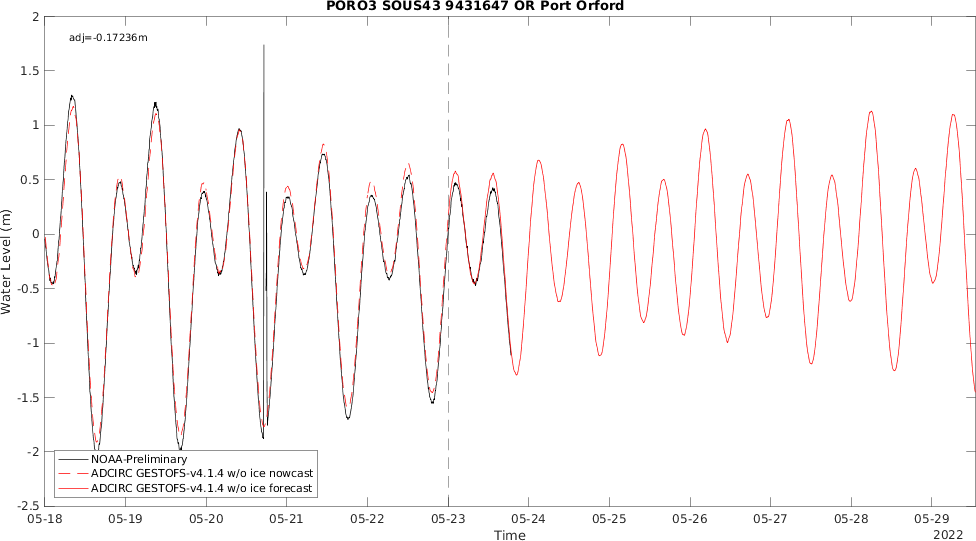 PORO3 SOUS43 9431647 OR Port Orford
adj=-0.17236m
2
1.5
1
0.5
0
-0.5
-1
-1.5
-2
-2.5
Water Level (m)
NOAA-Preliminary
ADCIRC GESTOFS-v4.1.4 w/o ice nowcast
ADCIRC GESTOFS-v4.1.4 w/o ice forecast
05-18 05-19 05-20 05-21 05-22 05-23 05-24 05-25 05-26 05-27 05-28 05-29
Time
2022